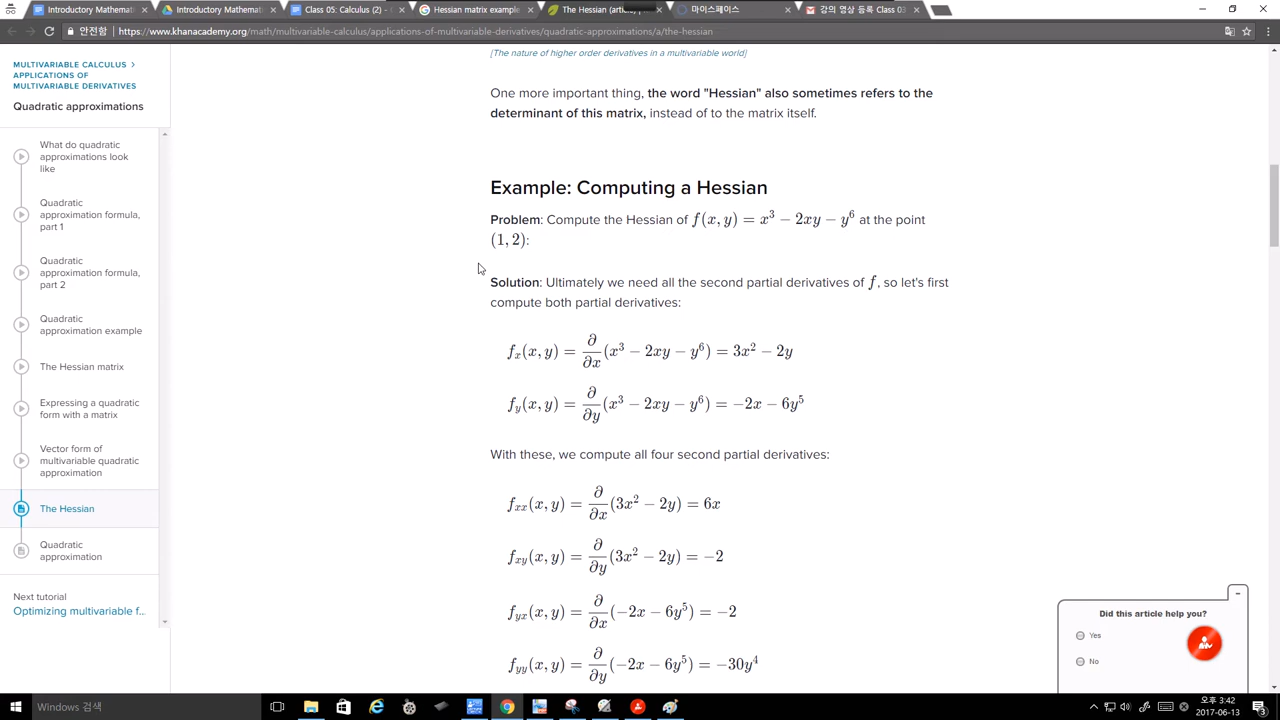 Introductory Mathema
Introductory Mathemat
Class 05: Calculus (2) -
Hessian matrix example
The Hessian (article)
마이스페이스
강의 영상 등록 Class 03
안전함 https://www.khanacademy.org/math/multivariable-calculus/applications-of-multivariable-derivatives/quadratic-approximations/a/the-hessian
MULTIVARIABLE CALCULUS >
APPLICATIONS OF
MULTIVARIABLE DERIVATIVES
Quadratic approximations
What do quadratic
approximations look
like
Quadratic
approximation formula,
part 1
Quadratic
approximation formula,
part 2
Quadratic
approximation example
The Hessian matrix
Expressing a quadratic
form with a matrix
Vector form of
multivariable quadratic
approximation
The Hessian
Quadratic
approximation
Next tutorial
Optimizing multivariable f...
[The nature of higher order derivatives in a multivariable world]
One more important thing, the word "Hessian" also sometimes refers to the
determinant of this matrix, instead of to the matrix itself.
Example: Computing a Hessian
Problem: Compute the Hessian of f(x, y) = x³ − 2xy − y⁶ at the point
(1, 2):
Solution: Ultimately we need all the second partial derivatives of f, so let's first
compute both partial derivatives:
fₓ(x, y) = ∂/∂x (x³ − 2xy − y⁶) = 3x² − 2y
f_y(x, y) = ∂/∂y (x³ − 2xy − y⁶) = −2x − 6y⁵
With these, we compute all four second partial derivatives:
f_xx(x, y) = ∂/∂x (3x² − 2y) = 6x
f_xy(x, y) = ∂/∂y (3x² − 2y) = −2
f_yx(x, y) = ∂/∂x (−2x − 6y⁵) = −2
f_yy(x, y) = ∂/∂y (−2x − 6y⁵) = −30y⁴
Did this article help you?
Yes
No
Windows 검색
오후 3:42
2017-06-13